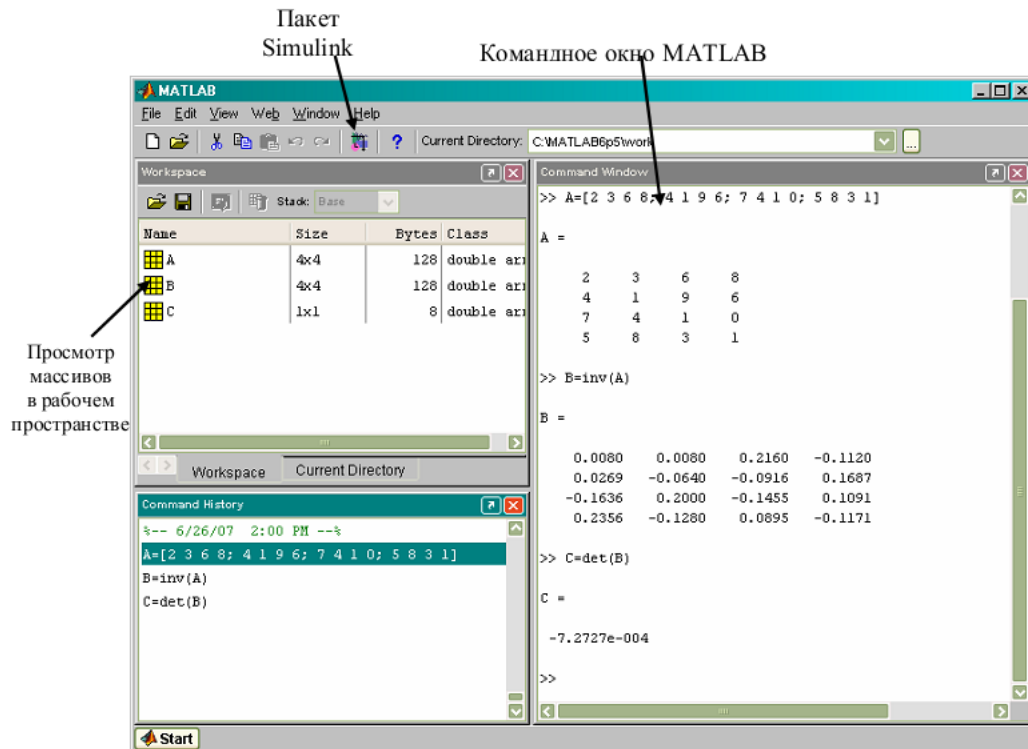 Пакет
Simulink
Командное окно MATLAB
MATLAB
File Edit View Web Window Help
Current Directory: C:\MATLAB6p5\work
...
Workspace
Stack: Base
Name Size Bytes Class
A 4x4 128 double arr
B 4x4 128 double arr
C 1x1 8 double arr
Просмотр
массивов
в рабочем
пространстве
Workspace Current Directory
Command History
%-- 6/26/07 2:00 PM --%
A=[2 3 6 8; 4 1 9 6; 7 4 1 0; 5 8 3 1]
B=inv(A)
C=det(B)
Command Window
>> A=[2 3 6 8; 4 1 9 6; 7 4 1 0; 5 8 3 1]
A =
2 3 6 8
4 1 9 6
7 4 1 0
5 8 3 1
>> B=inv(A)
B =
0.0080 0.0080 0.2160 -0.1120
0.0269 -0.0640 -0.0916 0.1687
-0.1636 0.2000 -0.1455 0.1091
0.2356 -0.1280 0.0895 -0.1171
>> C=det(B)
C =
-7.2727e-004
>>
Start